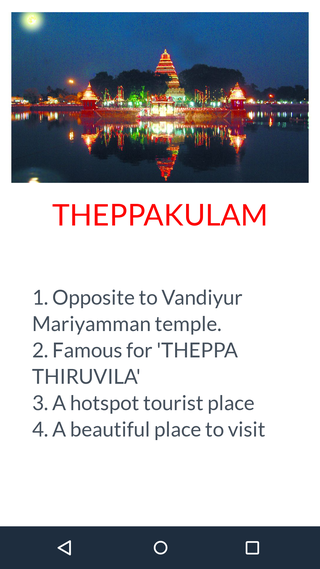 THEPPAKULAM
1. Opposite to Vandiyur
Mariyamman temple.
2. Famous for 'THEPPA
THIRUVILA'
3. A hotspot tourist place
4. A beautiful place to visit